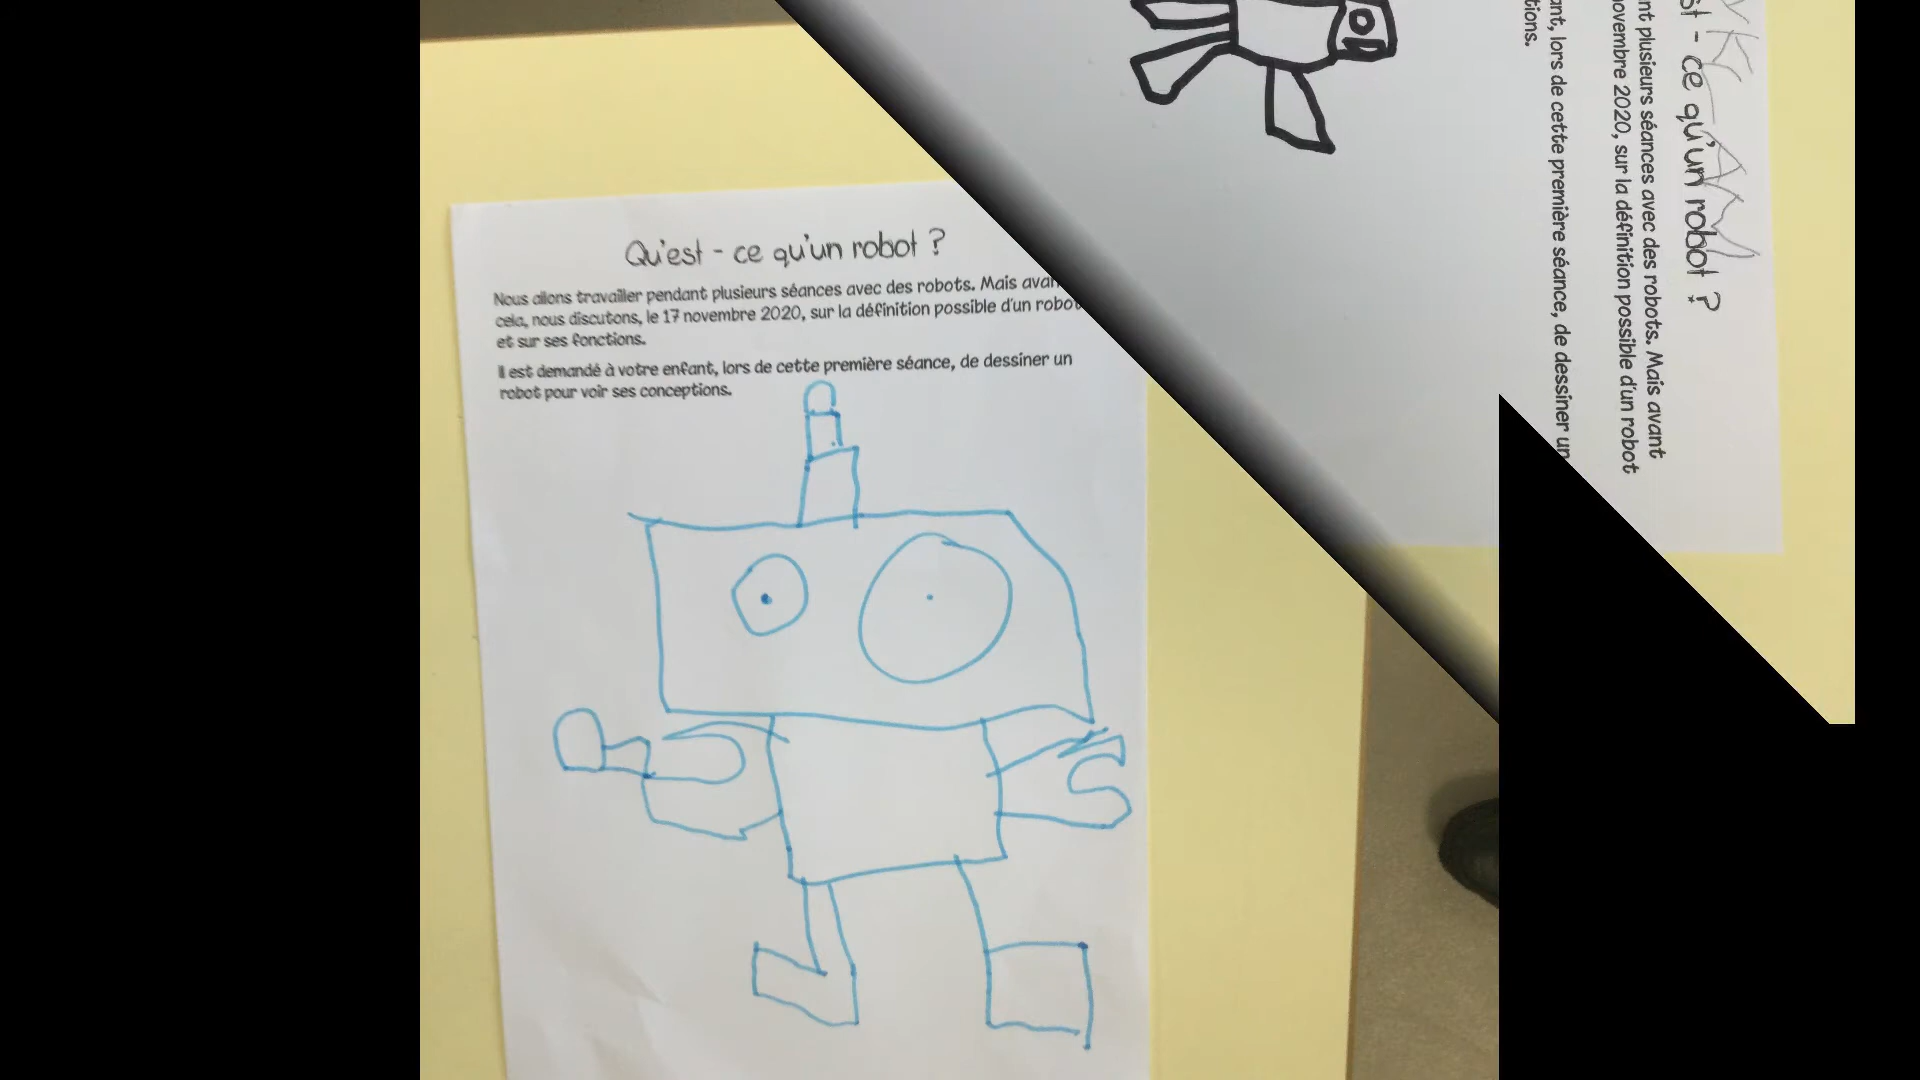 Qu'est - ce qu'un robot ?
Nous allons travailler pendant plusieurs séances avec des robots. Mais avan
cela, nous discutons, le 17 novembre 2020, sur la définition possible d'un robot
et sur ses fonctions.
Il est demandé à votre enfant, lors de cette première séance, de dessiner un
robot pour voir ses conceptions.
st - ce qu'un robot ?
nt plusieurs séances avec des robots. Mais avant
novembre 2020, sur la définition possible d'un robot
ant, lors de cette première séance, de dessiner un
tions.